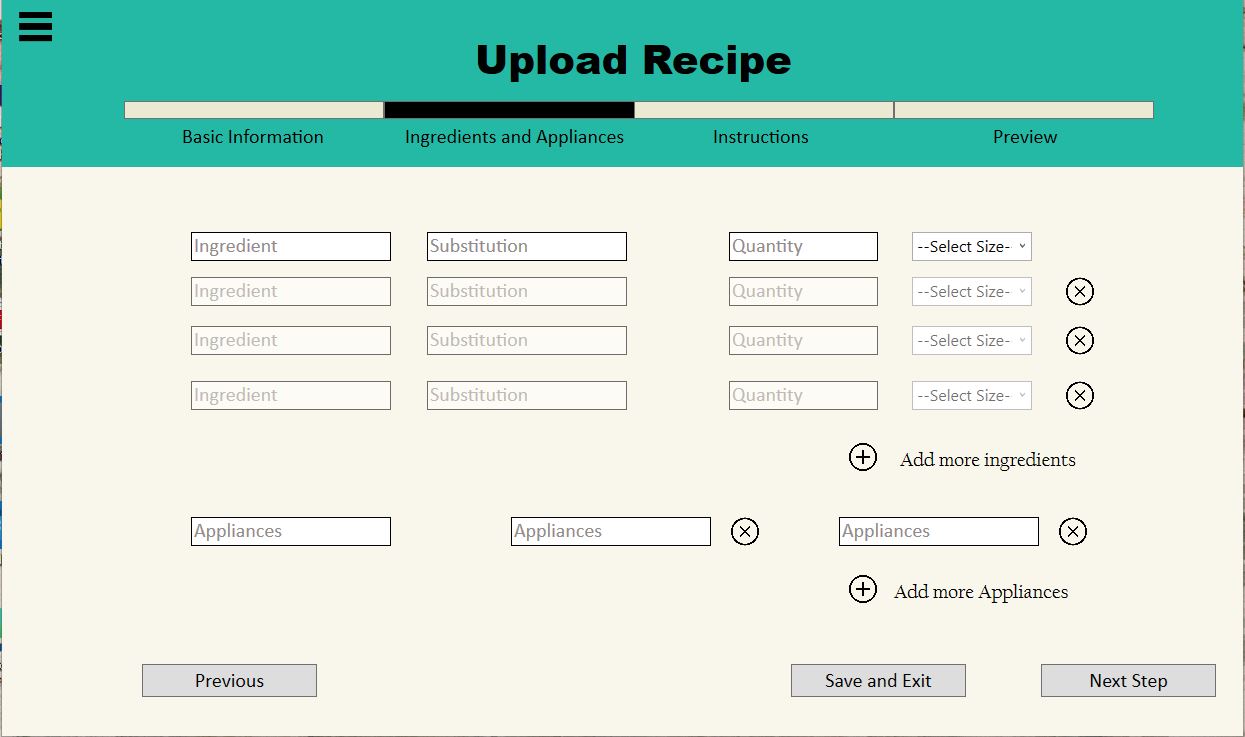 Upload Recipe
Basic Information Ingredients and Appliances Instructions Preview
Ingredient Substitution Quantity --Select Size-
Ingredient Substitution Quantity --Select Size-
Ingredient Substitution Quantity --Select Size-
Ingredient Substitution Quantity --Select Size-
Add more ingredients
Appliances Appliances Appliances
Add more Appliances
Previous Save and Exit Next Step